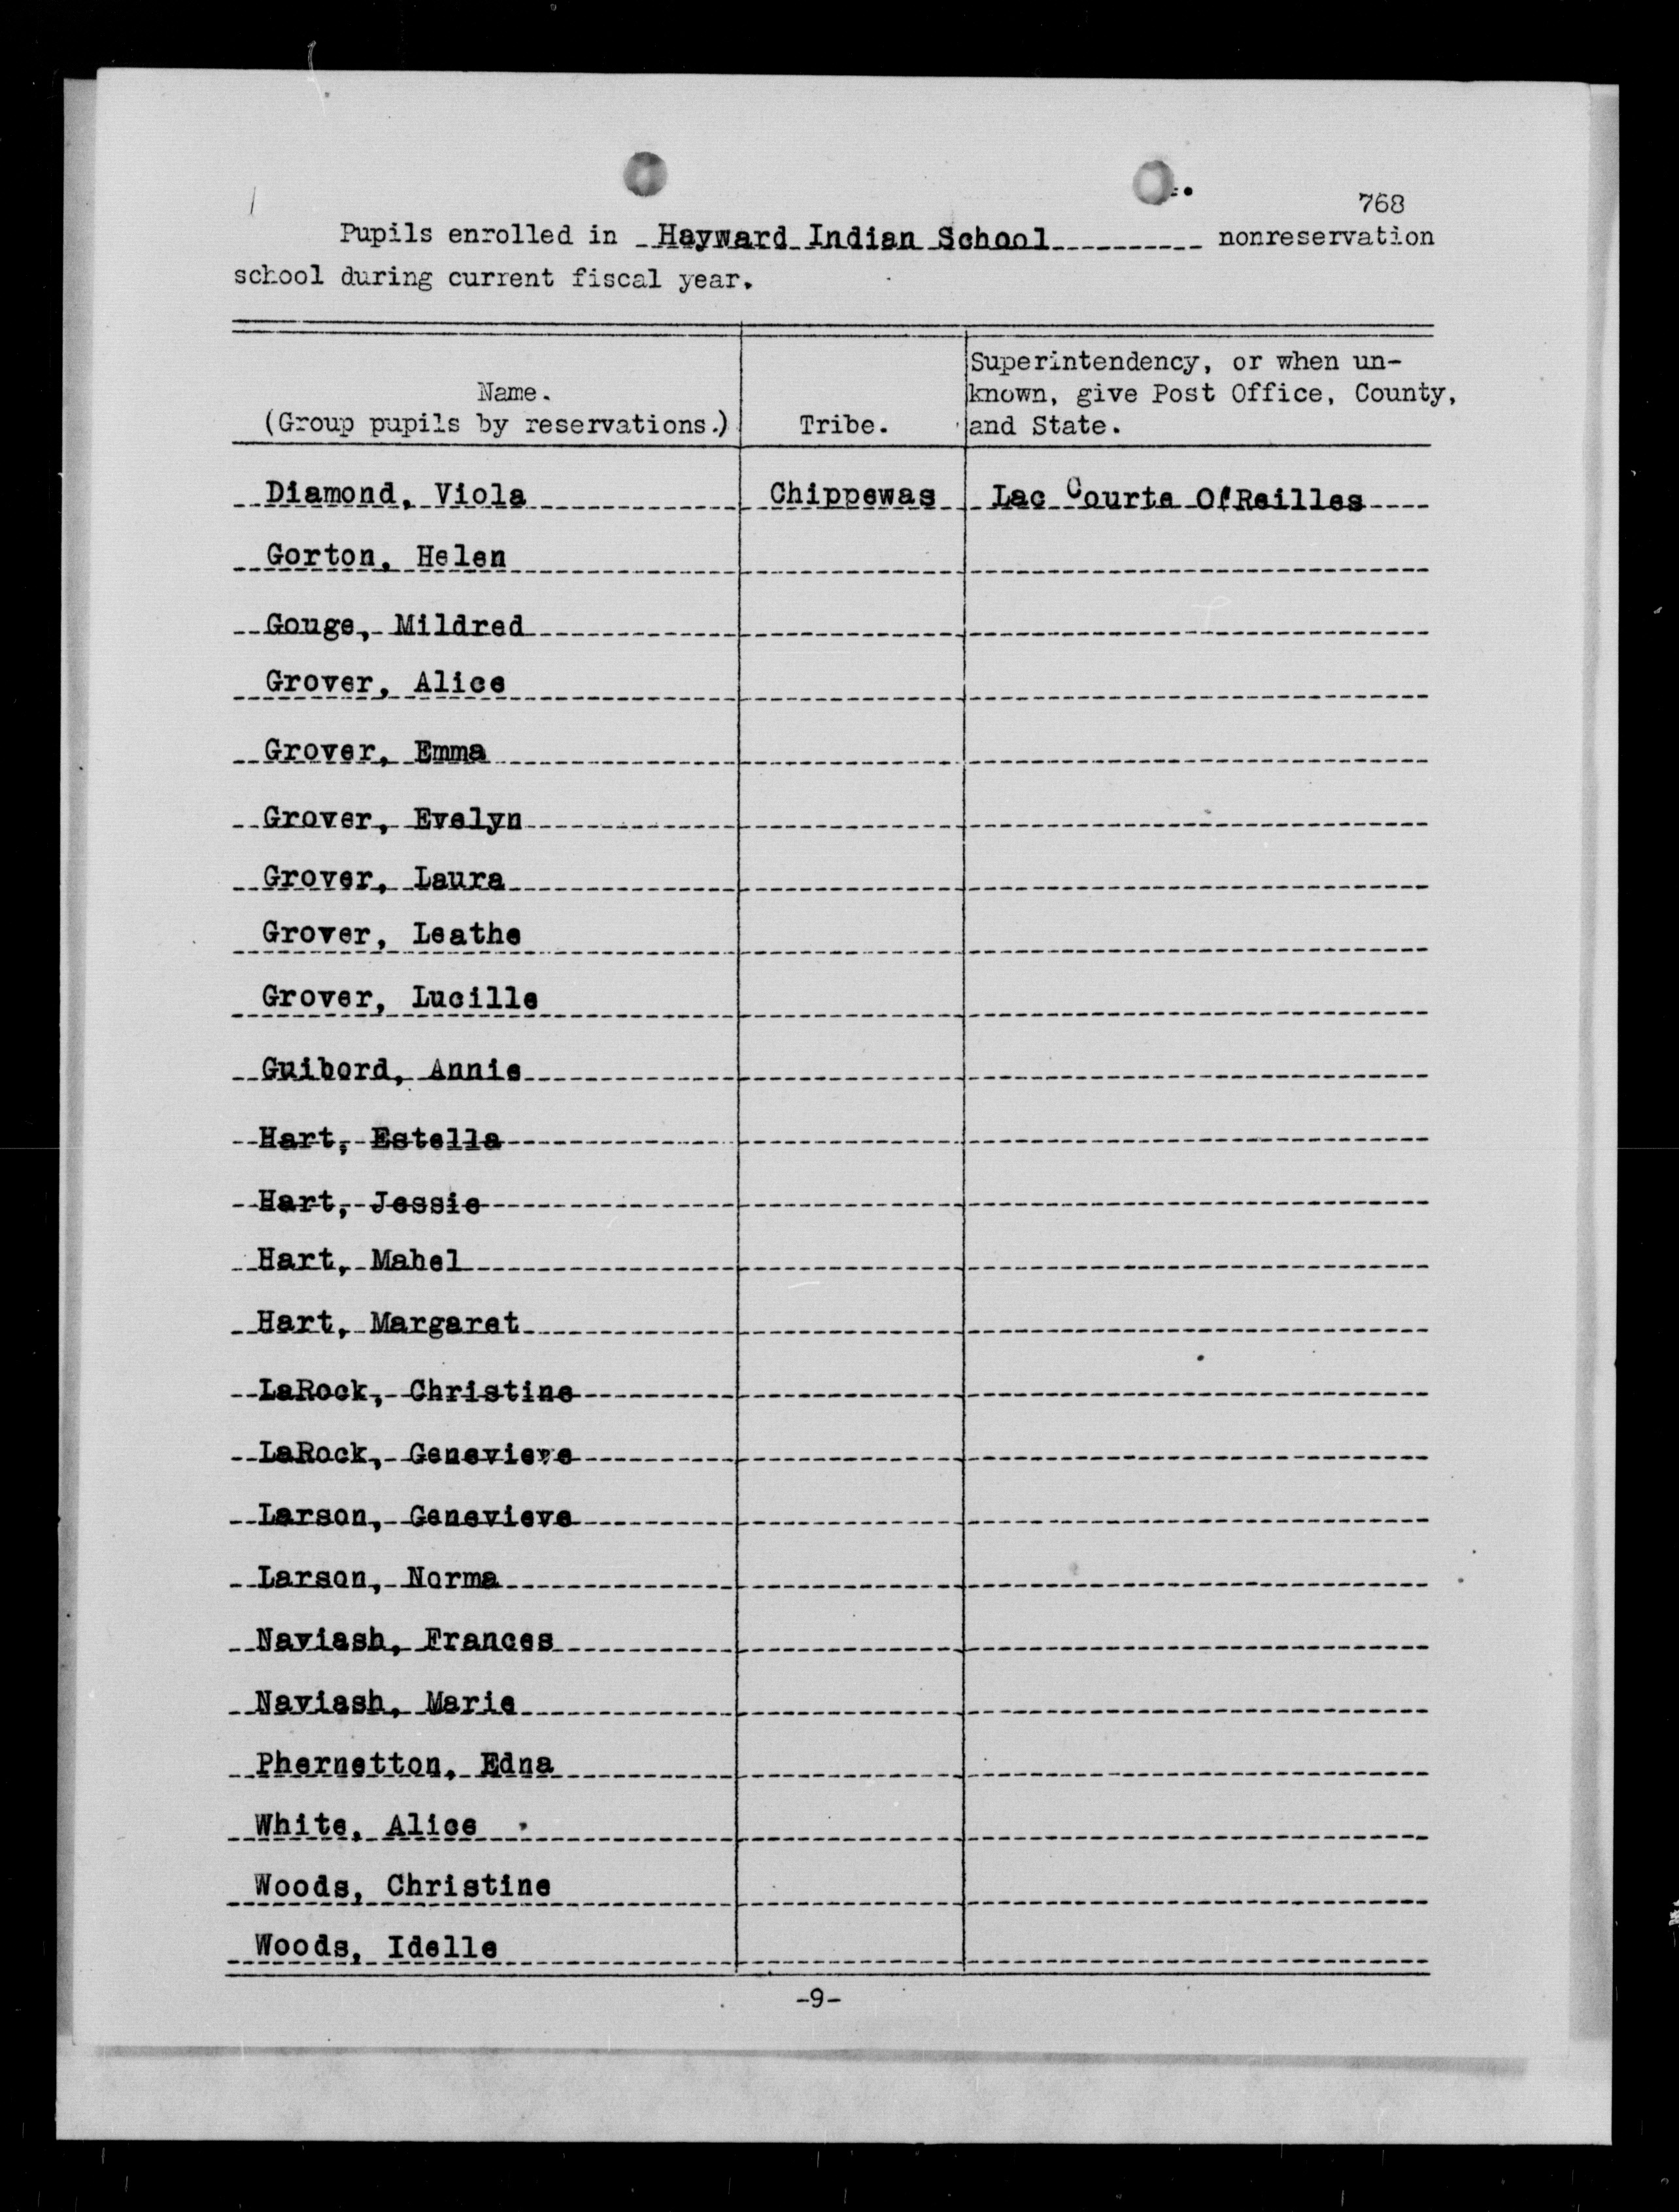 768
Pupils enrolled in Hayward Indian School nonreservation
school during current fiscal year.
Name.
(Group pupils by reservations.)
Tribe.
Superintendency, or when un-
known, give Post Office, County,
and State.
Diamond, Viola Chippewas Lac Courte O'Reilles
Gorton, Helen
Gouge, Mildred
Grover, Alice
Grover, Emma
Grover, Evelyn
Grover, Laura
Grover, Leathe
Grover, Lucille
Guibord, Annie
Hart, Estella
Hart, Jessie
Hart, Mabel
Hart, Margaret
LaRock, Christine
LaRock, Genevieve
Larson, Genevieve
Larson, Norma
Naviash, Frances
Naviash, Marie
Phernetton, Edna
White, Alice
Woods, Christine
Woods, Idelle
-9-